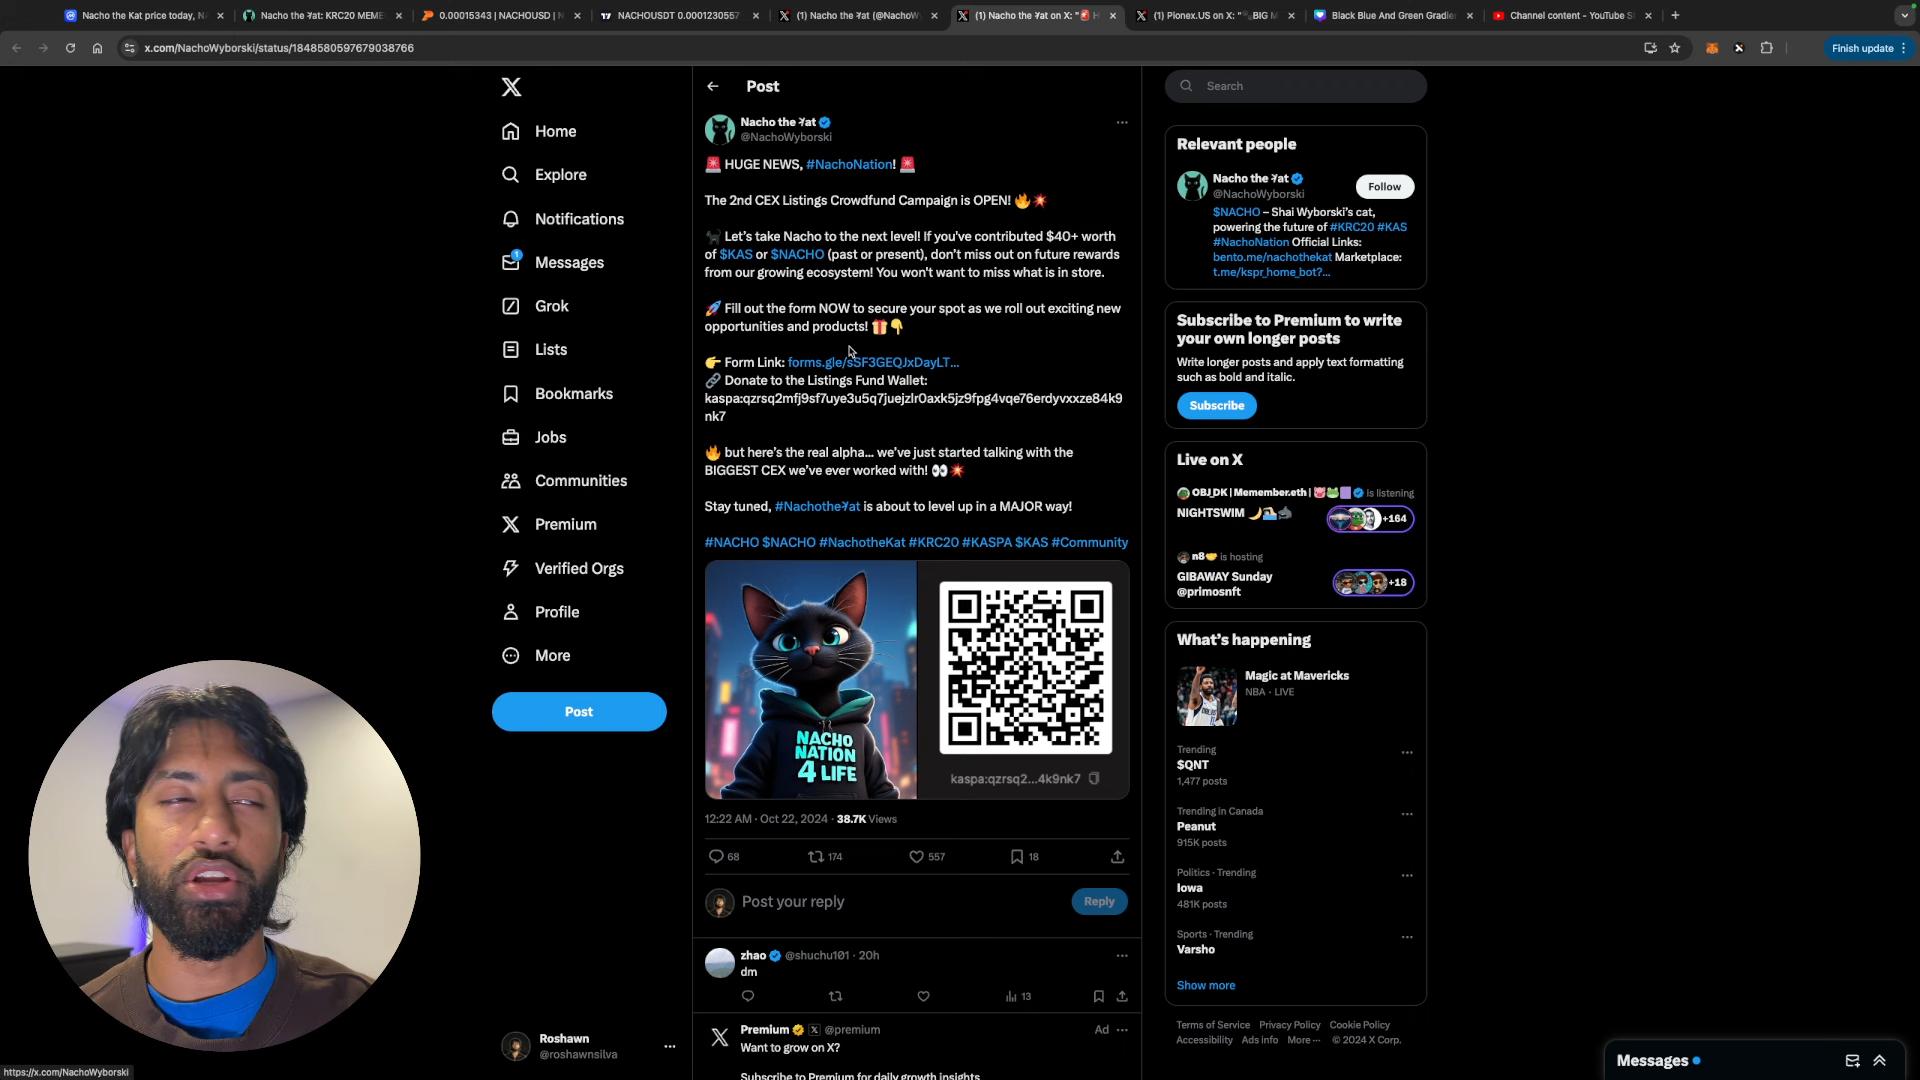 Nacho the Kat price today, NA
Nacho the 𐤊at: KRC20 MEME
0.00015343 | NACHOUSD | N
NACHOUSDT 0.0001230557
(1) Nacho the 𐤊at (@NachoW
(1) Nacho the 𐤊at on X: "🚨 H
(1) Pionex.US on X: "🐾BIG M
Black Blue And Green Gradien
Channel content - YouTube S
x.com/NachoWyborski/status/1848580597679038766
Finish update
Home
Explore
Notifications
1
Messages
Grok
Lists
Bookmarks
Jobs
Communities
Premium
Verified Orgs
Profile
More
Post
Roshawn
@roshawnsilva
https://x.com/NachoWyborski
Post
Nacho the 𐤊at
@NachoWyborski
🚨 HUGE NEWS, #NachoNation! 🚨
The 2nd CEX Listings Crowdfund Campaign is OPEN! 🔥💥
🐈‍⬛ Let's take Nacho to the next level! If you've contributed $40+ worth
of $KAS or $NACHO (past or present), don't miss out on future rewards
from our growing ecosystem! You won't want to miss what is in store.
🚀 Fill out the form NOW to secure your spot as we roll out exciting new
opportunities and products! 🎁👇
👉 Form Link: forms.gle/sSF3GEQJxDayLT…
🔗 Donate to the Listings Fund Wallet:
kaspa:qzrsq2mfj9sf7uye3u5q7juejzlr0axk5jz9fpg4vqe76erdyvxxze84k9
nk7
🔥 but here's the real alpha... we've just started talking with the
BIGGEST CEX we've ever worked with! 👀💥
Stay tuned, #Nachothe𐤊at is about to level up in a MAJOR way!
#NACHO $NACHO #NachotheKat #KRC20 #KASPA $KAS #Community
NACHO
NATION
4 LIFE
kaspa:qzrsq2...4k9nk7
12:22 AM · Oct 22, 2024 · 38.7K Views
68 174 557 18
Post your reply
Reply
zhao @shuchu101 · 20h
dm
13
Premium @premium
Ad
Want to grow on X?
Subscribe to Premium for daily growth insights
Search
Relevant people
Nacho the 𐤊at
@NachoWyborski
Follow
$NACHO – Shai Wyborski's cat,
powering the future of #KRC20 #KAS
#NachoNation Official Links:
bento.me/nachothekat Marketplace:
t.me/kspr_home_bot?…
Subscribe to Premium to write
your own longer posts
Write longer posts and apply text formatting
such as bold and italic.
Subscribe
Live on X
OBJ_DK | Memember.eth | 🐷🐸🟪 is listening
NIGHTSWIM 🌙🏊🏻🦈
+164
n8🤝 is hosting
GIBAWAY Sunday
@primosnft
+18
What's happening
Magic at Mavericks
NBA · LIVE
Trending
$QNT
1,477 posts
Trending in Canada
Peanut
915K posts
Politics · Trending
Iowa
481K posts
Sports · Trending
Varsho
Show more
Terms of Service Privacy Policy Cookie Policy
Accessibility Ads info More ··· © 2024 X Corp.
Messages